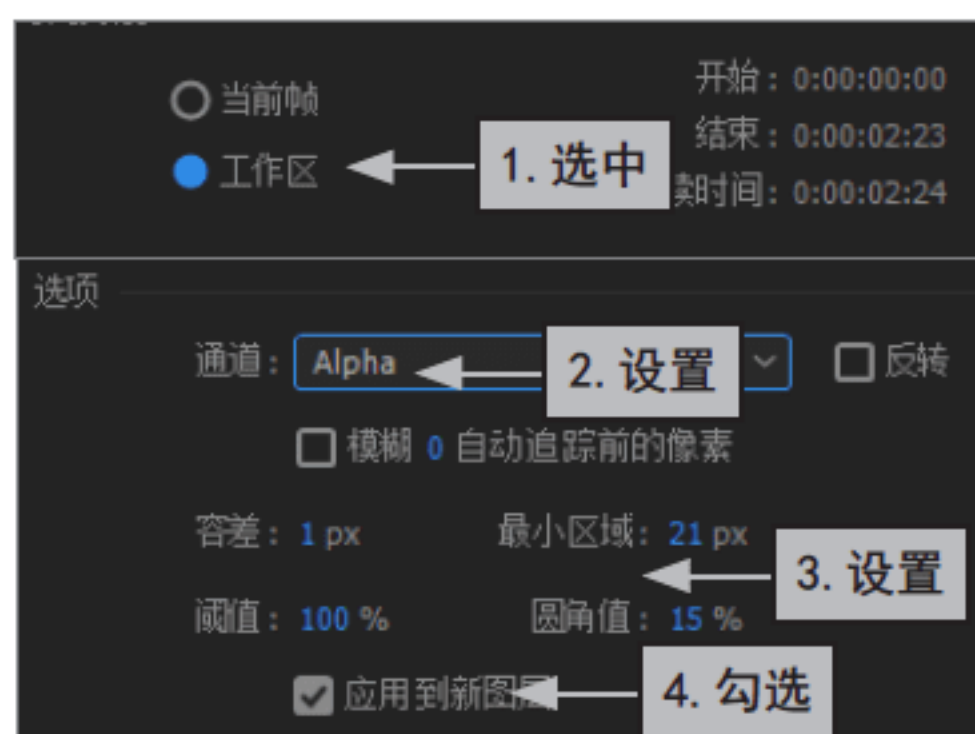 当前帧
开始：0:00:00:00
工作区
1. 选中
结束：0:00:02:23
时间：0:00:02:24
选项
通道：Alpha
2. 设置
反转
模糊 0 自动追踪前的像素
容差：1 px
最小区域：21 px
3. 设置
阈值：100 %
圆角值：15 %
应用到新图层
4. 勾选